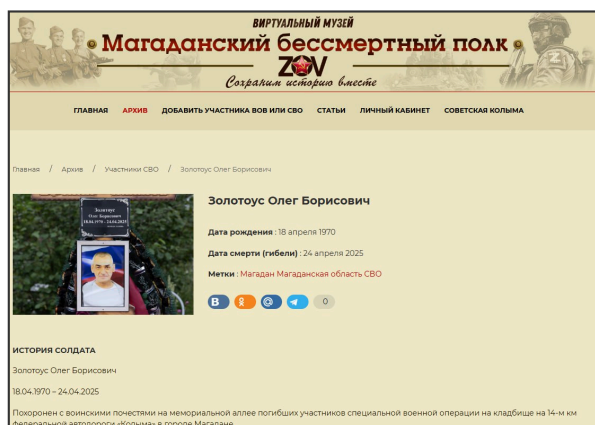 ВИРТУАЛЬНЫЙ МУЗЕЙ
Магаданский бессмертный полк
ZOV
Сохраним историю вместе
ГЛАВНАЯ АРХИВ ДОБАВИТЬ УЧАСТНИКА ВОВ ИЛИ СВО СТАТЬИ ЛИЧНЫЙ КАБИНЕТ СОВЕТСКАЯ КОЛЫМА
Главная / Архив / Участники СВО / Золотоус Олег Борисович
Золотоус
Олег Борисович
18.04.1970 - 24.04.2025
Золотоус Олег Борисович
Дата рождения : 18 апреля 1970
Дата смерти (гибели) : 24 апреля 2025
Метки : Магадан Магаданская область СВО
0
ИСТОРИЯ СОЛДАТА
Золотоус Олег Борисович
18.04.1970 – 24.04.2025
Похоронен с воинскими почестями на мемориальной аллее погибших участников специальной военной операции на кладбище на 14-м км
федеральной автодороги «Колыма» в городе Магадане